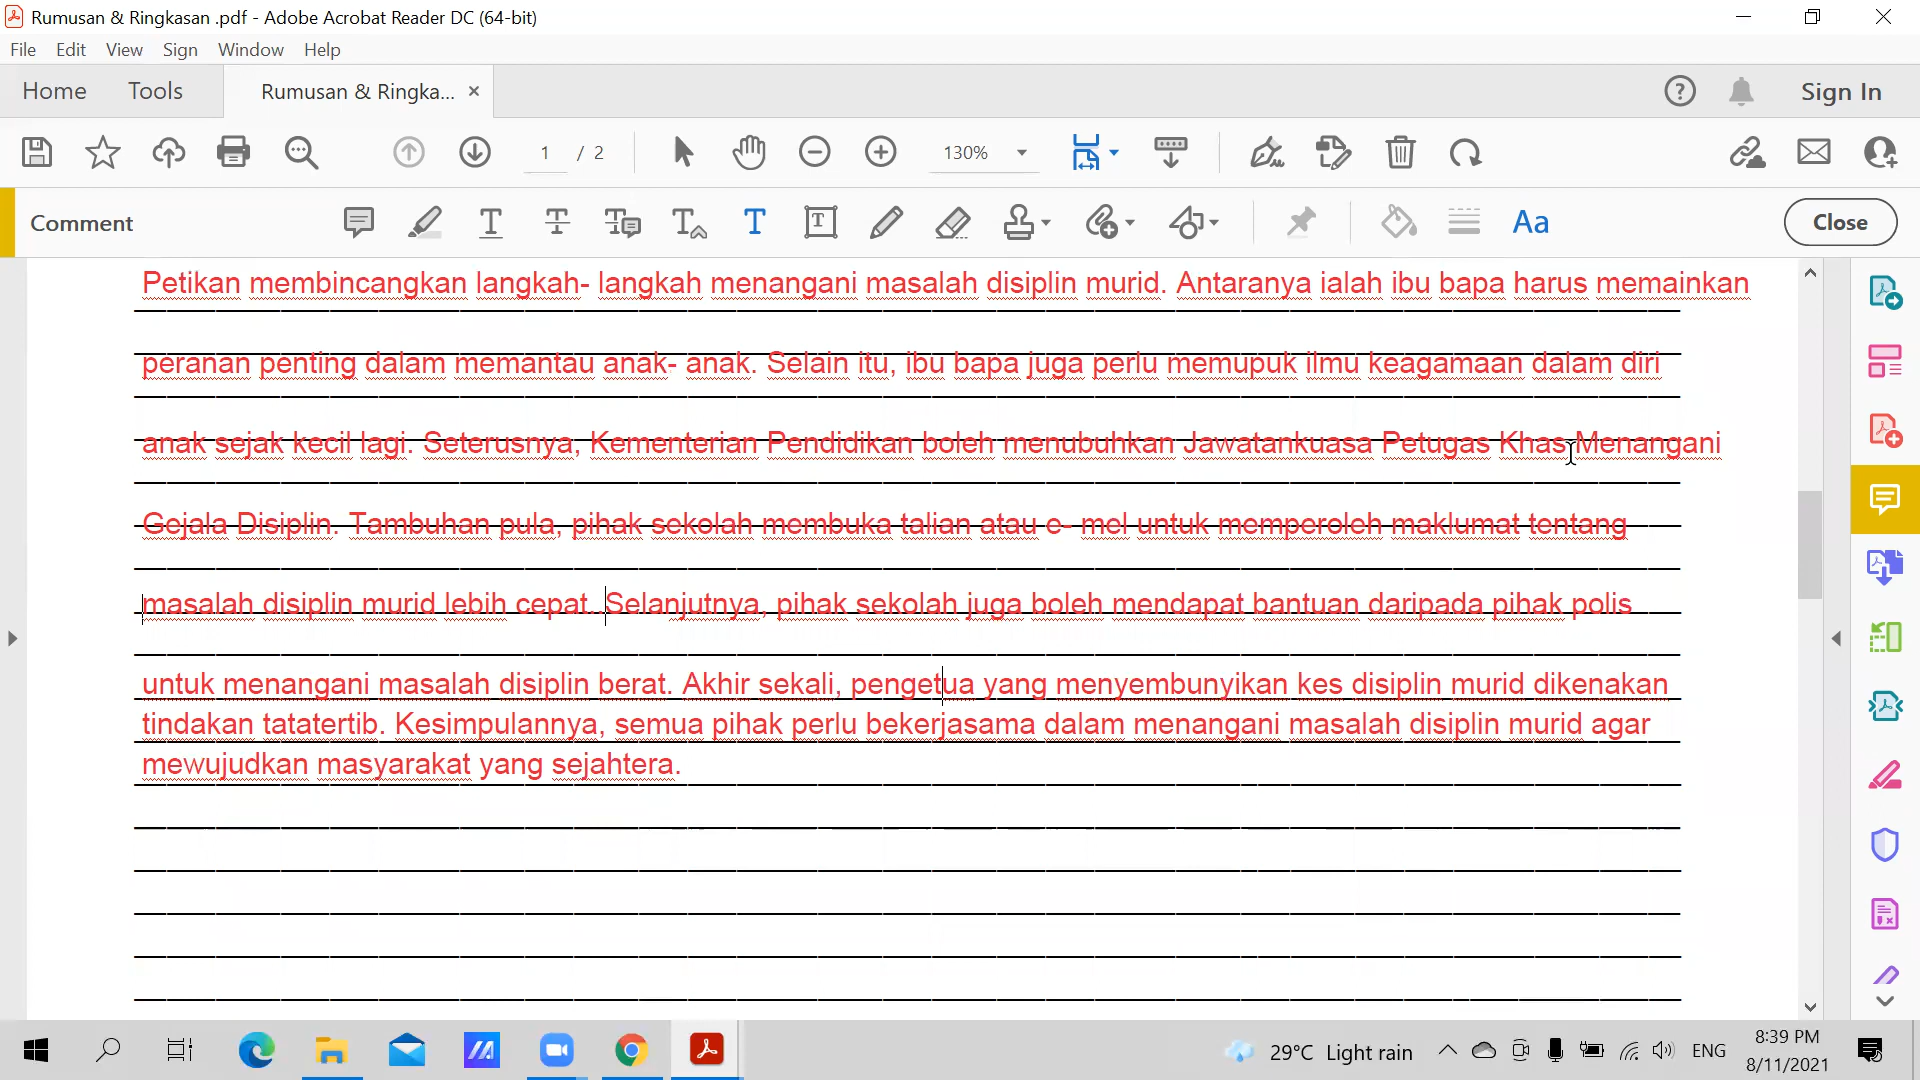 Rumusan & Ringkasan .pdf - Adobe Acrobat Reader DC (64-bit)
File Edit View Sign Window Help
Home Tools Rumusan & Ringka... × Sign In
1 / 2 130%
Comment Aa Close
Petikan membincangkan langkah- langkah menangani masalah disiplin murid. Antaranya ialah ibu bapa harus memainkan
peranan penting dalam memantau anak- anak. Selain itu, ibu bapa juga perlu memupuk ilmu keagamaan dalam diri
anak sejak kecil lagi. Seterusnya, Kementerian Pendidikan boleh menubuhkan Jawatankuasa Petugas Khas Menangani
Gejala Disiplin. Tambuhan pula, pihak sekolah membuka talian atau e- mel untuk memperoleh maklumat tentang
masalah disiplin murid lebih cepat. .Selanjutnya, pihak sekolah juga boleh mendapat bantuan daripada pihak polis
untuk menangani masalah disiplin berat. Akhir sekali, pengetua yang menyembunyikan kes disiplin murid dikenakan
tindakan tatatertib. Kesimpulannya, semua pihak perlu bekerjasama dalam menangani masalah disiplin murid agar
mewujudkan masyarakat yang sejahtera.
29°C Light rain ENG 8:39 PM
8/11/2021